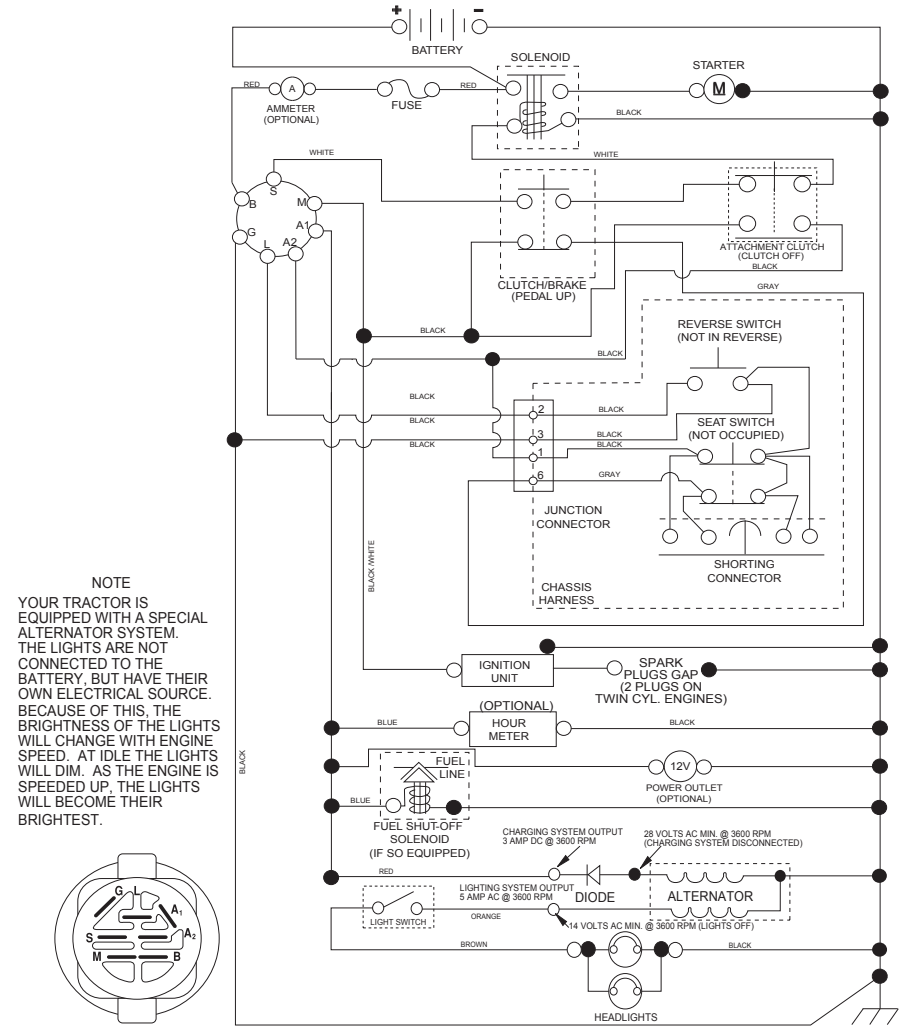 + −
BATTERY
SOLENOID
STARTER
RED
A
RED
M
AMMETER
(OPTIONAL)
FUSE
BLACK
WHITE
WHITE
S
B
M
A1
G
L
A2
ATTACHMENT CLUTCH
(CLUTCH OFF)
BLACK
CLUTCH/BRAKE
(PEDAL UP)
GRAY
BLACK
REVERSE SWITCH
(NOT IN REVERSE)
BLACK
BLACK
2
BLACK
BLACK
SEAT SWITCH
(NOT OCCUPIED)
3
BLACK
BLACK
BLACK
1
6
GRAY
JUNCTION
CONNECTOR
BLACK /WHITE
SHORTING
CONNECTOR
CHASSIS
HARNESS
NOTE
YOUR TRACTOR IS
EQUIPPED WITH A SPECIAL
ALTERNATOR SYSTEM.
THE LIGHTS ARE NOT
CONNECTED TO THE
BATTERY, BUT HAVE THEIR
OWN ELECTRICAL SOURCE.
BECAUSE OF THIS, THE
BRIGHTNESS OF THE LIGHTS
WILL CHANGE WITH ENGINE
SPEED. AT IDLE THE LIGHTS
WILL DIM. AS THE ENGINE IS
SPEEDED UP, THE LIGHTS
WILL BECOME THEIR
BRIGHTEST.
IGNITION
UNIT
SPARK
PLUGS GAP
(2 PLUGS ON
TWIN CYL. ENGINES)
(OPTIONAL)
BLUE
HOUR
METER
BLACK
BLACK
FUEL
LINE
12V
POWER OUTLET
(OPTIONAL)
BLUE
FUEL SHUT-OFF
SOLENOID
(IF SO EQUIPPED)
CHARGING SYSTEM OUTPUT
3 AMP DC @ 3600 RPM
28 VOLTS AC MIN. @ 3600 RPM
(CHARGING SYSTEM DISCONNECTED)
RED
LIGHTING SYSTEM OUTPUT
5 AMP AC @ 3600 RPM
DIODE
ALTERNATOR
LIGHT SWITCH
ORANGE
14 VOLTS AC MIN. @ 3600 RPM (LIGHTS OFF)
BROWN
BLACK
HEADLIGHTS
G L
A1
S
A2
M
B